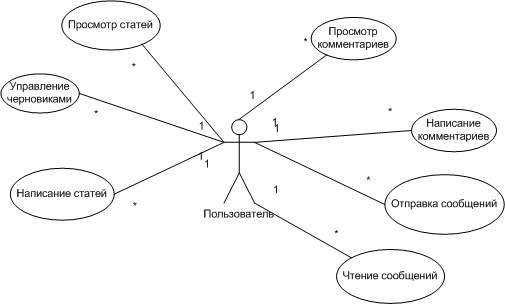 Просмотр статей
Просмотр
комментариев
*
*
Управление
черновиками
*
1
1
1
1
*
Написание
комментариев
1
1
Написание статей
*
1
*
Отправка сообщений
Пользователь
*
Чтение сообщений